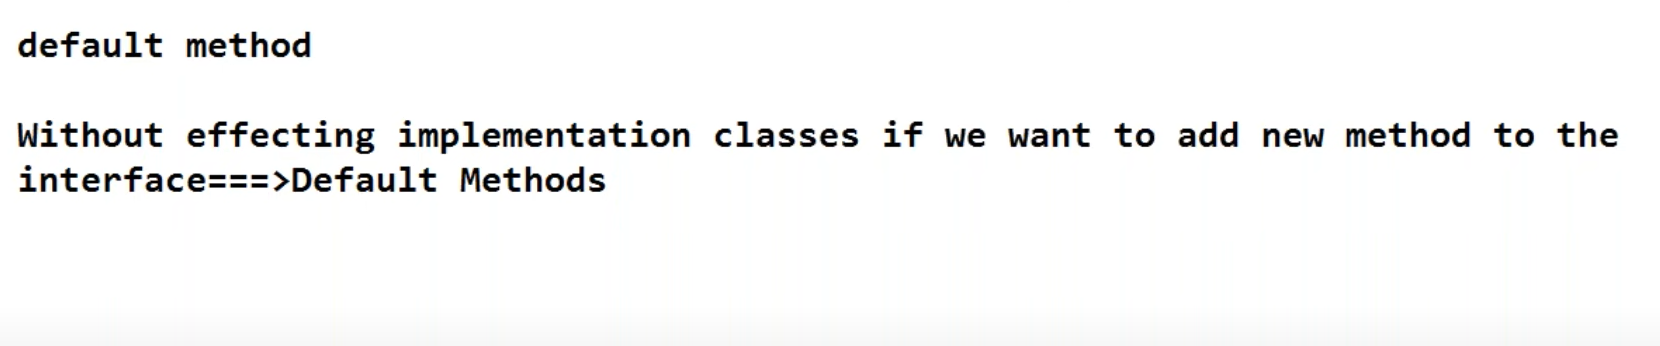 default method
Without effecting implementation classes if we want to add new method to the
interface===>Default Methods